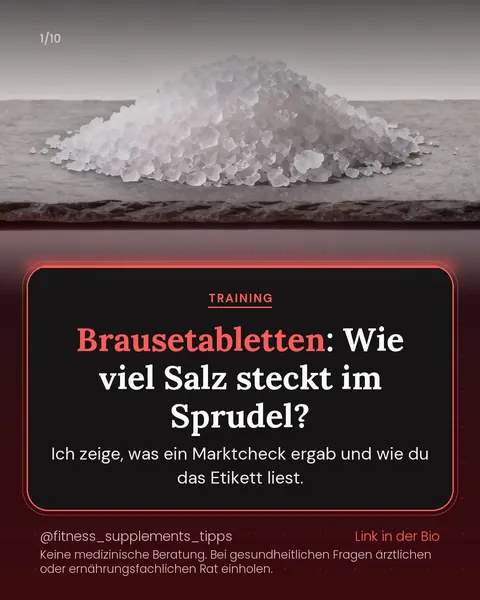 1/10
TRAINING
Brausetabletten: Wie
viel Salz steckt im
Sprudel?
Ich zeige, was ein Marktcheck ergab und wie du
das Etikett liest.
@fitness_supplements_tipps
Link in der Bio
Keine medizinische Beratung. Bei gesundheitlichen Fragen ärztlichen
oder ernährungsfachlichen Rat einholen.